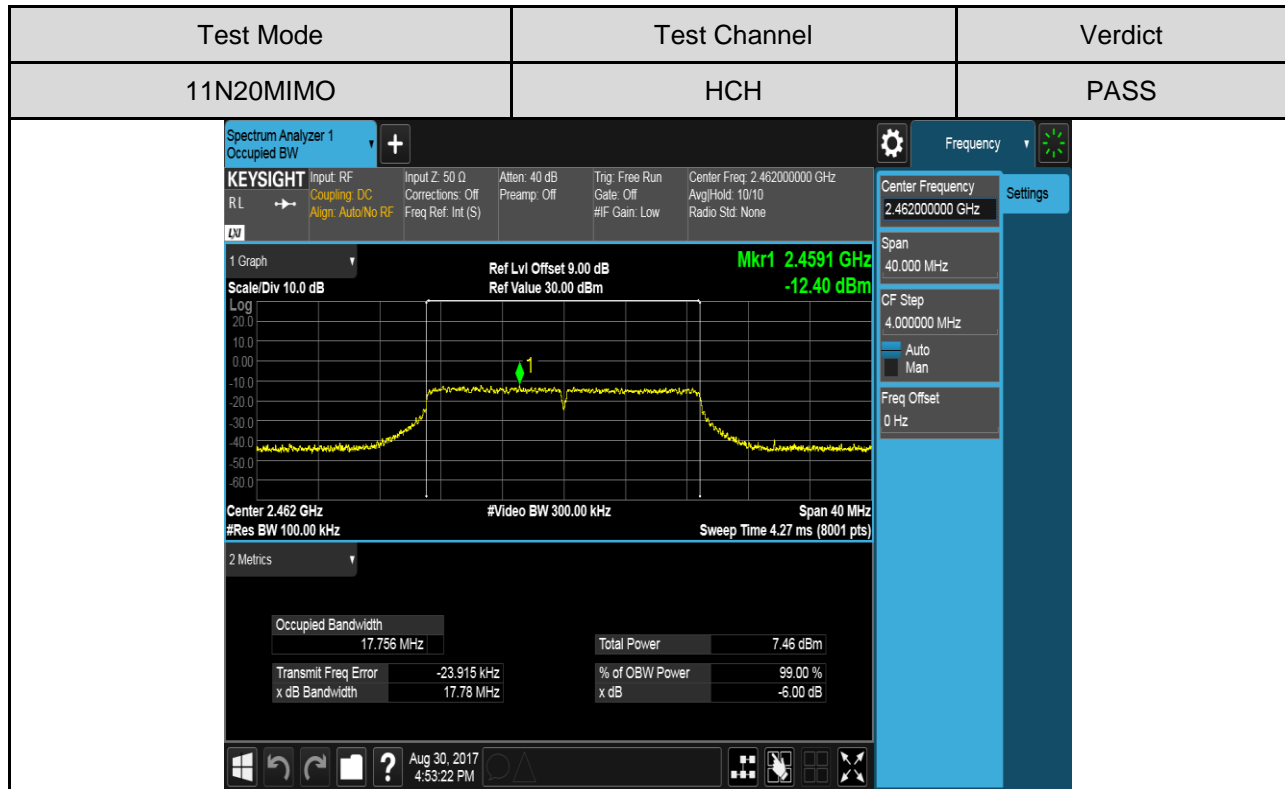 Test Mode Test Channel Verdict
11N20MIMO HCH PASS
Spectrum Analyzer 1
Occupied BW
+
Frequency
KEYSIGHT
RL
LXI
Input: RF
Coupling: DC
Align: Auto/No RF
Input Z: 50 Ω
Corrections: Off
Freq Ref: Int (S)
Atten: 40 dB
Preamp: Off
Trig: Free Run
Gate: Off
#IF Gain: Low
Center Freq: 2.462000000 GHz
Avg|Hold: 10/10
Radio Std: None
Center Frequency
2.462000000 GHz
Settings
Span
40.000 MHz
CF Step
4.000000 MHz
Auto
Man
Freq Offset
0 Hz
1 Graph
Scale/Div 10.0 dB
Ref Lvl Offset 9.00 dB
Ref Value 30.00 dBm
Mkr1 2.4591 GHz
-12.40 dBm
Log
20.0
10.0
0.00
-10.0
-20.0
-30.0
-40.0
-50.0
-60.0
1
Center 2.462 GHz
#Res BW 100.00 kHz
#Video BW 300.00 kHz
Span 40 MHz
Sweep Time 4.27 ms (8001 pts)
2 Metrics
Occupied Bandwidth
17.756 MHz
Total Power 7.46 dBm
Transmit Freq Error -23.915 kHz
% of OBW Power 99.00 %
x dB Bandwidth 17.78 MHz
x dB -6.00 dB
?
Aug 30, 2017
4:53:22 PM